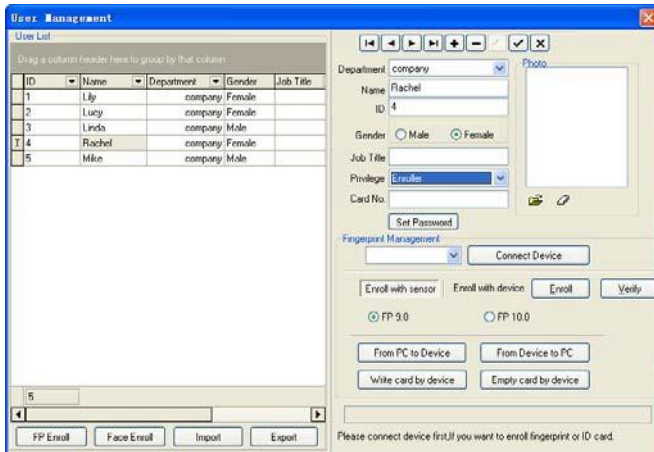 User Management
User List
Drag a column header here to group by that column
ID Name Department Gender Job Title
1 Lily company Female
2 Lucy company Female
3 Linda company Male
I 4 Rachel company Female
5 Mike company Male
5
FP Enroll Face Enroll Import Export
Department company
Name Rachel
ID 4
Gender Male Female
Job Title
Privilege Enroller
Card No.
Set Password
Photo
Fingerprint Management
Connect Device
Enroll with sensor Enroll with device Enroll Verify
FP 9.0 FP 10.0
From PC to Device From Device to PC
Write card by device Empty card by device
Please connect device first,If you want to enroll fingerprint or ID card.